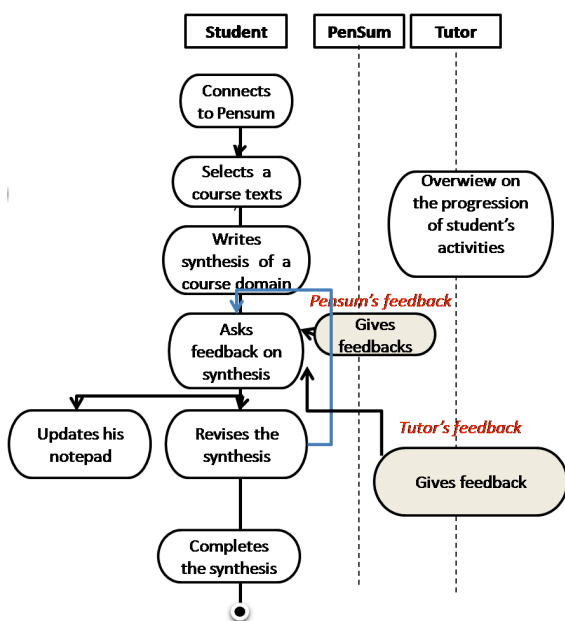 Student
PenSum
Tutor
Connects
to Pensum
Selects a
course texts
Overwiew on
the progression
of student's
activities
Writes
synthesis of a
course domain
Pensum's feedback
Asks
feedback on
synthesis
Gives
feedbacks
Updates his
notepad
Revises the
synthesis
Tutor's feedback
Gives feedback
Completes
the synthesis